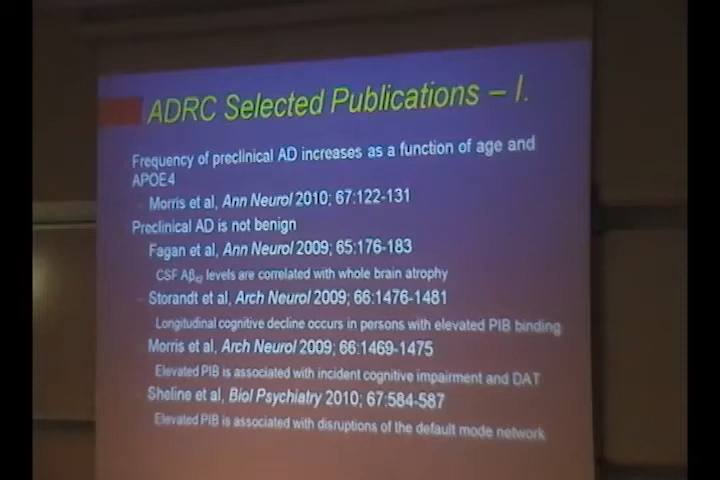 ADRC Selected Publications – I.
Frequency of preclinical AD increases as a function of age and
APOE4
– Morris et al, Ann Neurol 2010; 67:122-131
Preclinical AD is not benign
Fagan et al, Ann Neurol 2009; 65:176-183
CSF Aβ42 levels are correlated with whole brain atrophy
– Storandt et al, Arch Neurol 2009; 66:1476-1481
Longitudinal cognitive decline occurs in persons with elevated PIB binding
Morris et al, Arch Neurol 2009; 66:1469-1475
Elevated PIB is associated with incident cognitive impairment and DAT
– Sheline et al, Biol Psychiatry 2010; 67:584-587
Elevated PIB is associated with disruptions of the default mode network